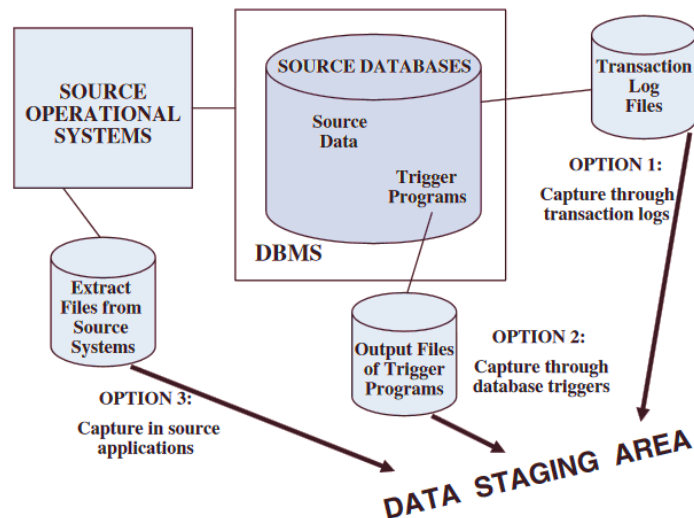 SOURCE
OPERATIONAL
SYSTEMS
SOURCE DATABASES
Source
Data
Trigger
Programs
DBMS
Transaction
Log
Files
OPTION 1:
Capture through
transaction logs
Extract
Files from
Source
Systems
Output Files
of Trigger
Programs
OPTION 2:
Capture through
database triggers
OPTION 3:
Capture in source
applications
DATA STAGING AREA